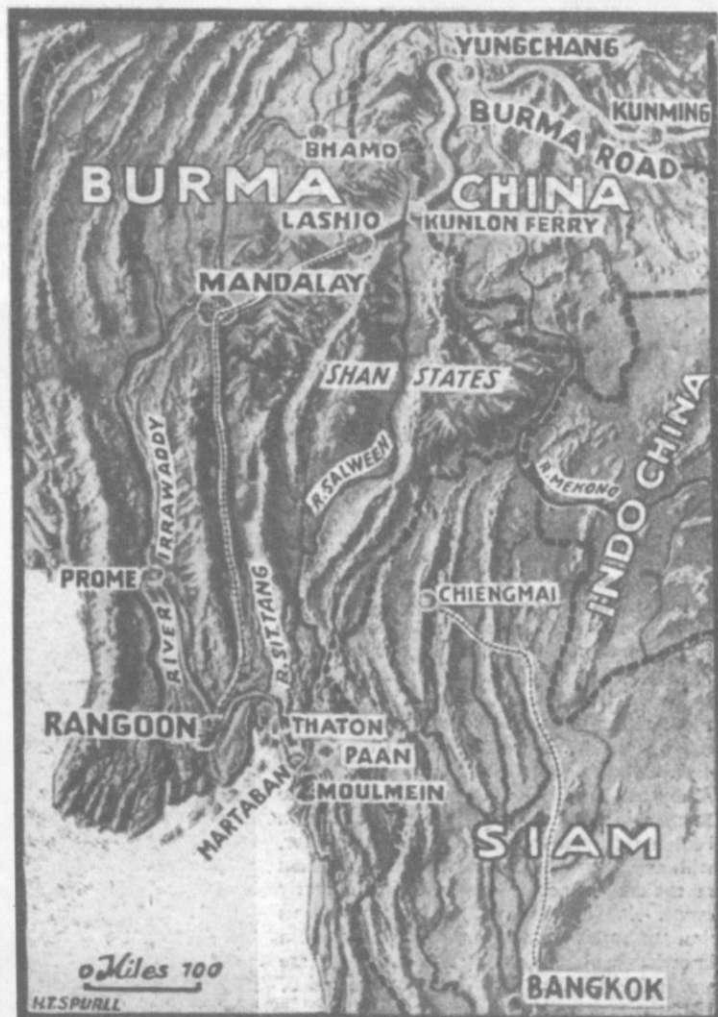 YUNGCHANG
KUNMING
BURMA ROAD
BHAMO
BURMA
CHINA
LASHIO
KUNLON FERRY
MANDALAY
SHAN STATES
R. SALWEEN
R. MEKONG
INDO CHINA
IRRAWADDY
RIVER
PROME
R. SITTANG
CHIENGMAI
RANGOON
THATON
PAAN
MARTABAN
MOULMEIN
SIAM
0 Miles 100
BANGKOK
H.T.SPURLL